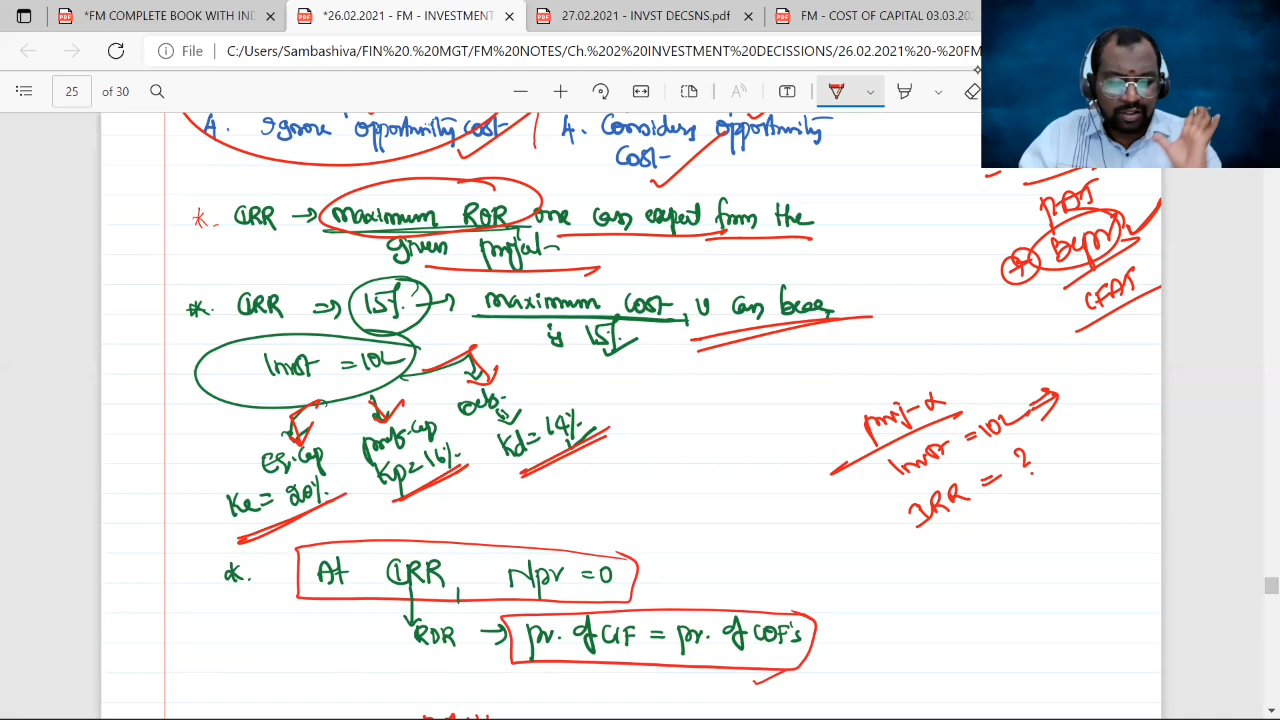 *FM COMPLETE BOOK WITH IND
*26.02.2021 - FM - INVESTMENT
27.02.2021 - INVST DECSNS.pdf
FM - COST OF CAPITAL 03.03.202
File
C:/Users/Sambashiva/FIN%20.%20MGT/FM%20NOTES/Ch.%202%20INVESTMENT%20DECISSIONS/26.02.2021%20-%20FM
25 of 30
4. Ignore opportunity cost
4. Considers opportunity
cost
*. IRR → maximum ROR one can expect from the
given project
*. IRR ⇒ 15% → maximum cost U can bear
is 15%
Invst = 10L
Eq. Cap
Ke = 20%
pref. cap
Kp = 16%
Kd = 14%
proj - α
Invst = 10L
IRR = ?
PAT
Depr
CFAT
*. At IRR, NPV = 0
RDR → pv. of CIF = pv. of COF's